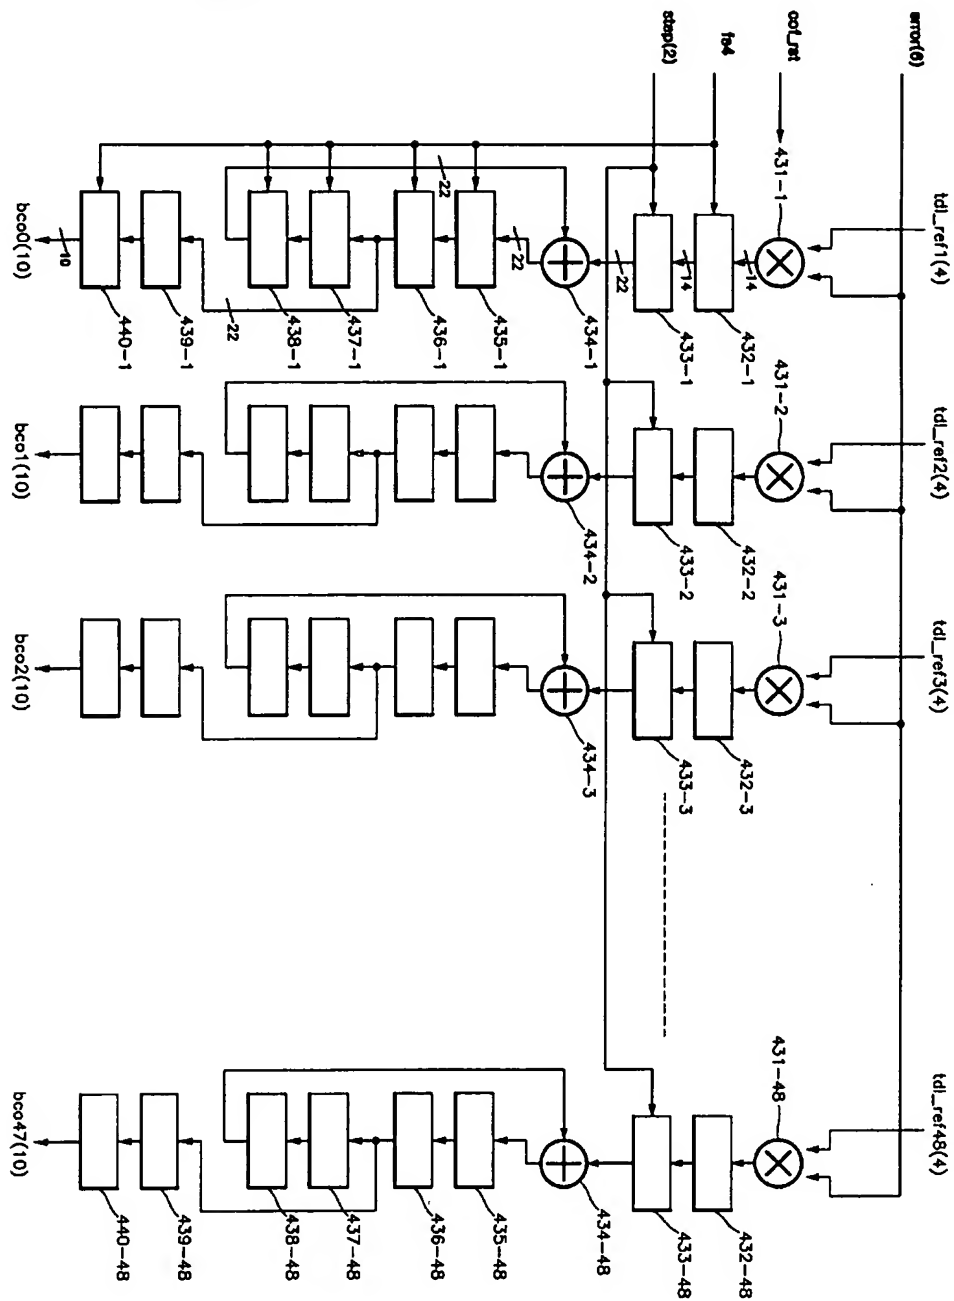 error(6)
cof_rst
fs4
step(2)
tdl_ref1(4)
431-1
14
432-1
14
433-1
22
434-1
22
435-1
22
436-1
437-1
438-1
22
439-1
440-1
10
bco0(10)
tdl_ref2(4)
431-2
432-2
433-2
434-2
bco1(10)
tdl_ref3(4)
431-3
432-3
433-3
434-3
bco2(10)
tdl_ref48(4)
431-48
432-48
433-48
434-48
435-48
436-48
437-48
438-48
439-48
440-48
bco47(10)